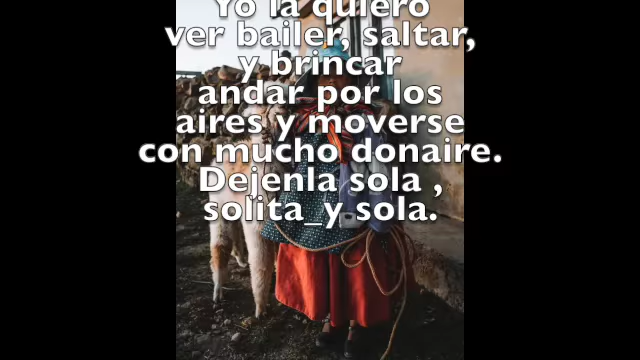 Yo la quiero
ver bailer, saltar,
y brincar
andar por los
aires y moverse
con mucho donaire.
Dejenla sola ,
solita_y sola.